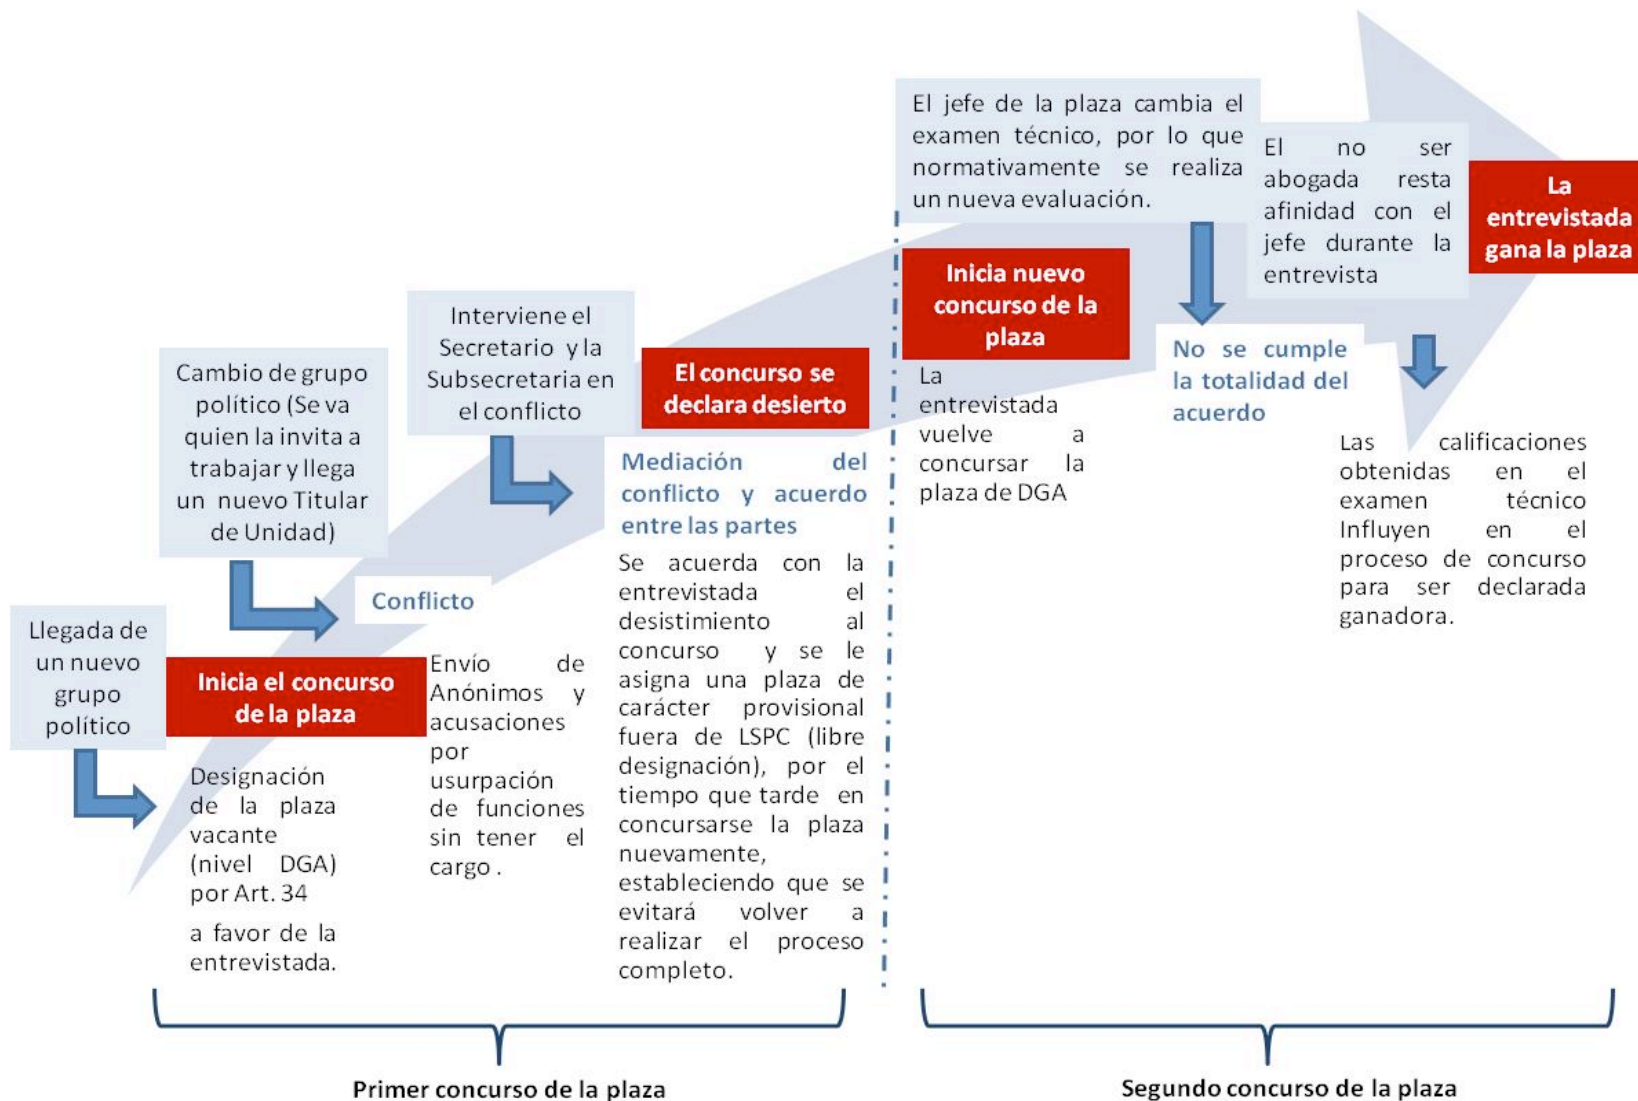 Llegada de
un nuevo
grupo
político
Inicia el concurso
de la plaza
Designación
de la plaza
vacante
(nivel DGA)
por Art. 34
a favor de la
entrevistada.
Cambio de grupo
político (Se va
quien la invita a
trabajar y llega
un nuevo Titular
de Unidad)
Conflicto
Envío de
Anónimos y
acusaciones
por
usurpación
de funciones
sin tener el
cargo .
Interviene el
Secretario y la
Subsecretaria en
el conflicto
El concurso se
declara desierto
Mediación del
conflicto y acuerdo
entre las partes
Se acuerda con la
entrevistada el
desistimiento al
concurso y se le
asigna una plaza de
carácter provisional
fuera de LSPC (libre
designación), por el
tiempo que tarde en
concursarse la plaza
nuevamente,
estableciendo que se
evitará volver a
realizar el proceso
completo.
Primer concurso de la plaza
El jefe de la plaza cambia el
examen técnico, por lo que
normativamente se realiza
un nueva evaluación.
Inicia nuevo
concurso de la
plaza
La
entrevistada
vuelve a
concursar la
plaza de DGA
No se cumple
la totalidad del
acuerdo
El no ser
abogada resta
afinidad con el
jefe durante la
entrevista
La
entrevistada
gana la plaza
Las calificaciones
obtenidas en el
examen técnico
Influyen en el
proceso de concurso
para ser declarada
ganadora.
Segundo concurso de la plaza